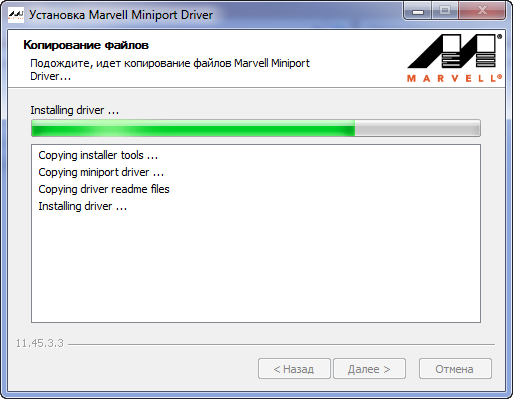 Установка Marvell Miniport Driver
Копирование файлов
Подождите, идет копирование файлов Marvell Miniport
Driver...
MARVELL®
Installing driver ...
Copying installer tools ...
Copying miniport driver ...
Copying driver readme files
Installing driver ...
11.45.3.3
< Назад
Далее >
Отмена